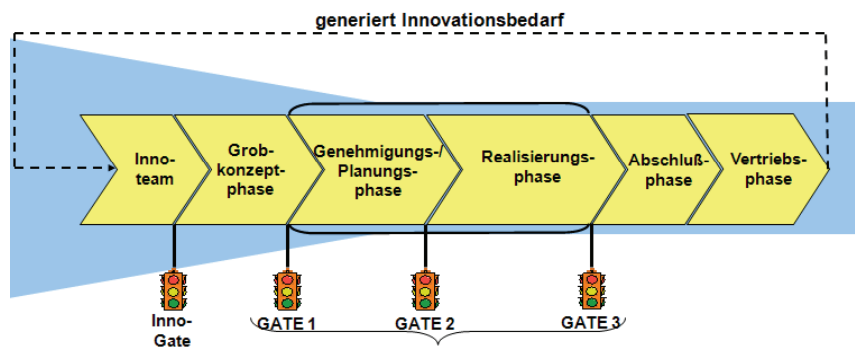 generiert Innovationsbedarf
Inno-
team
Grob-
konzept-
phase
Genehmigungs-/
Planungs-
phase
Realisierungs-
phase
Abschluß-
phase
Vertriebs-
phase
Inno-
Gate
GATE 1
GATE 2
GATE 3